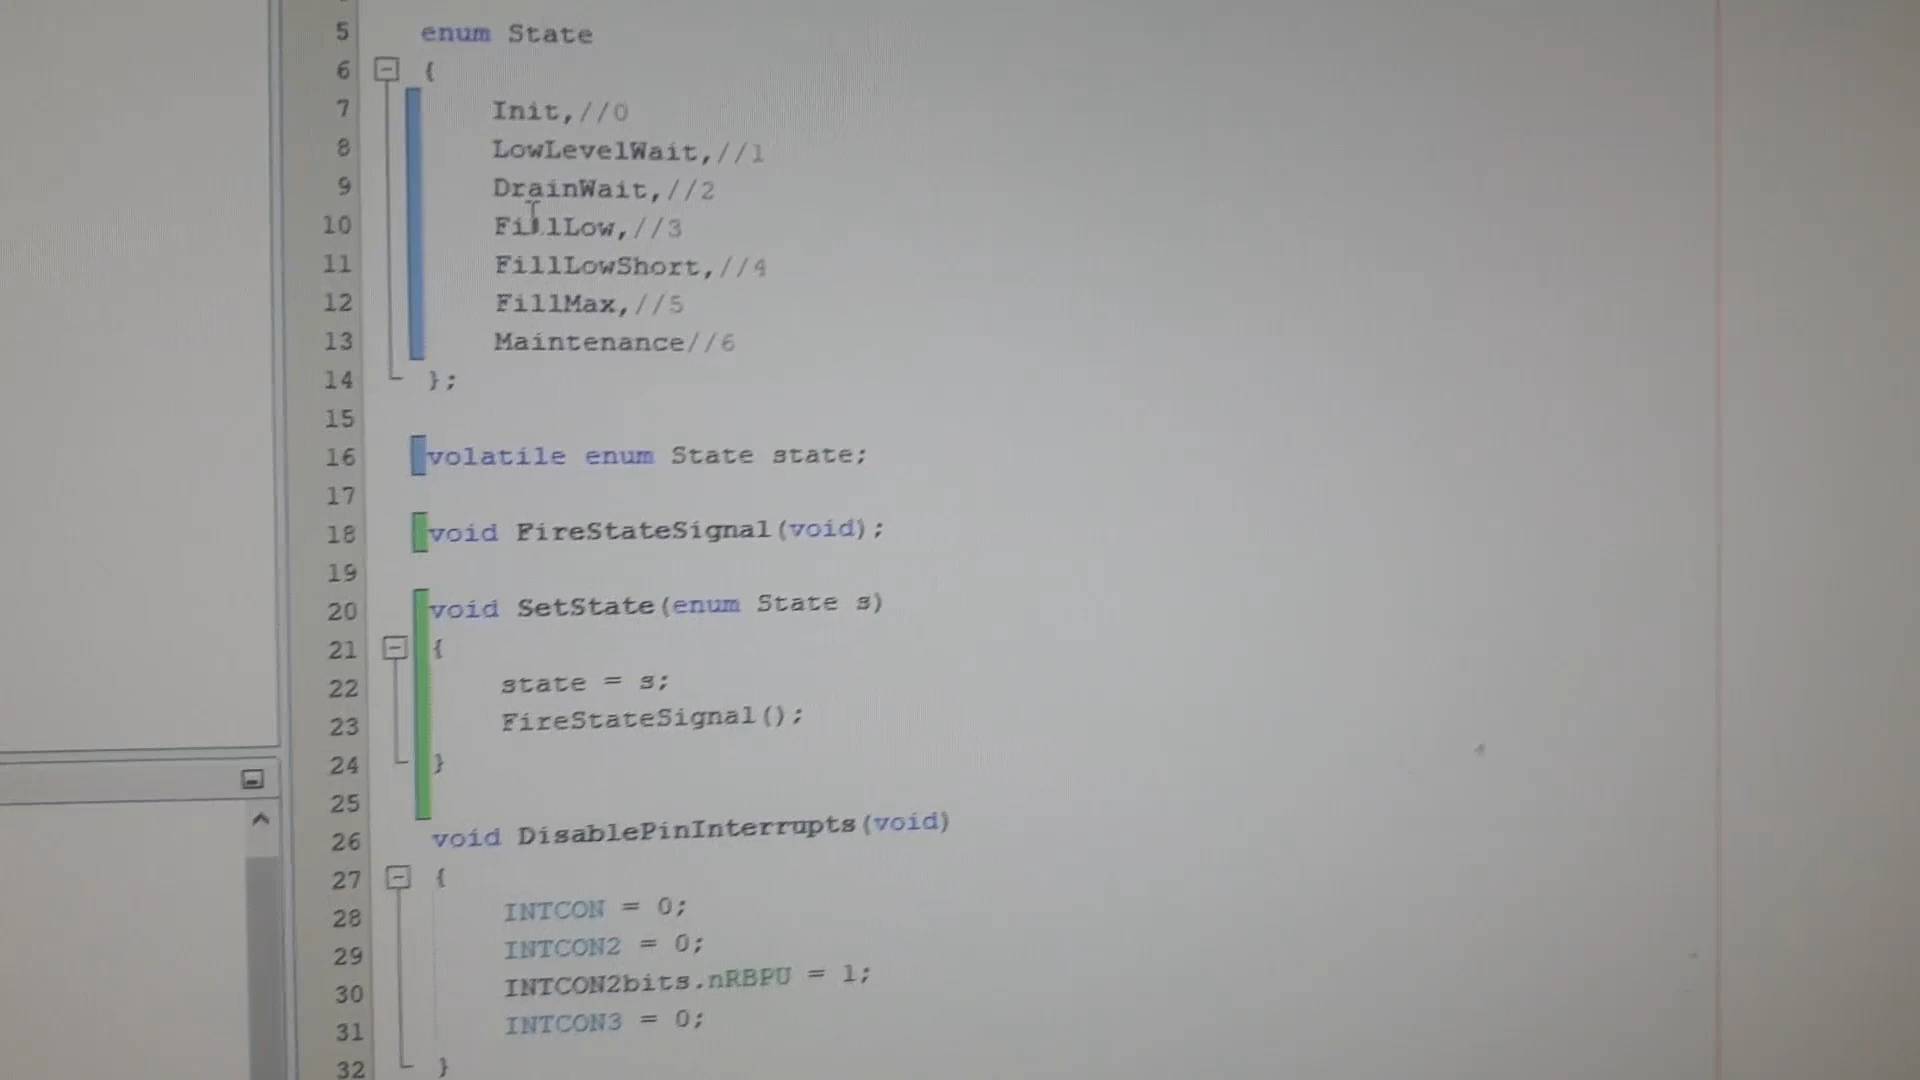 5 enum State
6 {
7 Init,//0
8 LowLevelWait,//1
9 DrainWait,//2
10 FillLow,//3
11 FillLowShort,//4
12 FillMax,//5
13 Maintenance//6
14 };
15
16 volatile enum State state;
17
18 void FireStateSignal(void);
19
20 void SetState(enum State s)
21 {
22 state = s;
23 FireStateSignal();
24 }
25
26 void DisablePinInterrupts(void)
27 {
28 INTCON = 0;
29 INTCON2 = 0;
30 INTCON2bits.nRBPU = 1;
31 INTCON3 = 0;
32 }